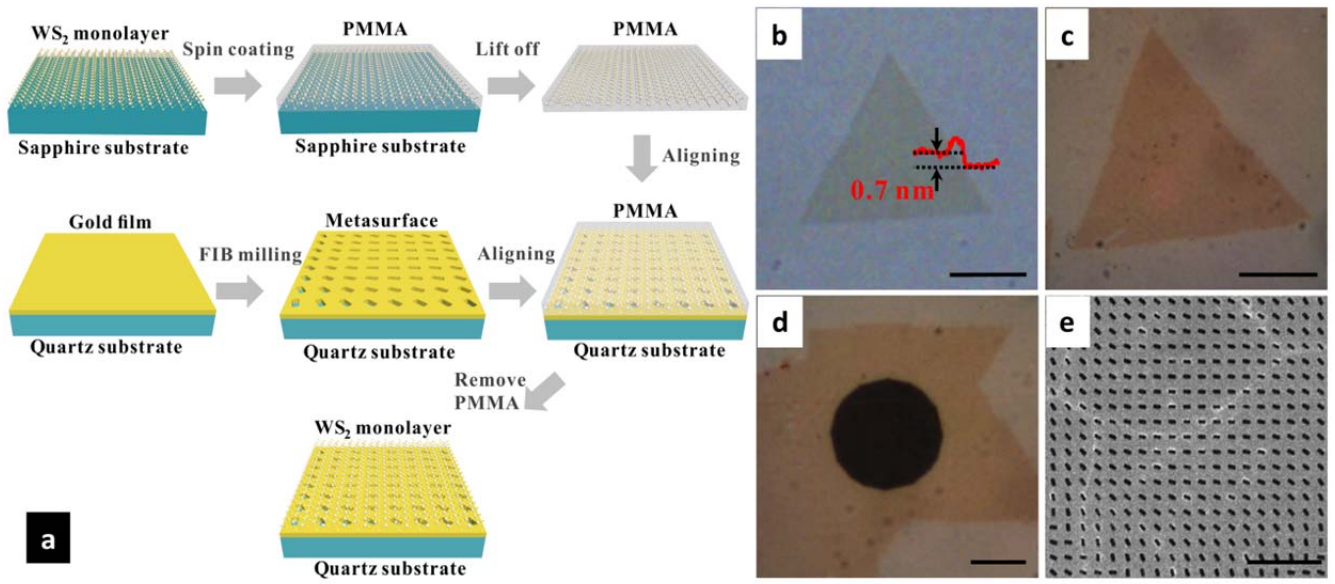 WS₂ monolayer
Spin coating
PMMA
Lift off
PMMA
Sapphire substrate
Sapphire substrate
Aligning
Gold film
FIB milling
Metasurface
Aligning
PMMA
Quartz substrate
Quartz substrate
Quartz substrate
Remove
PMMA
WS₂ monolayer
Quartz substrate
a
b
0.7 nm
c
d
e